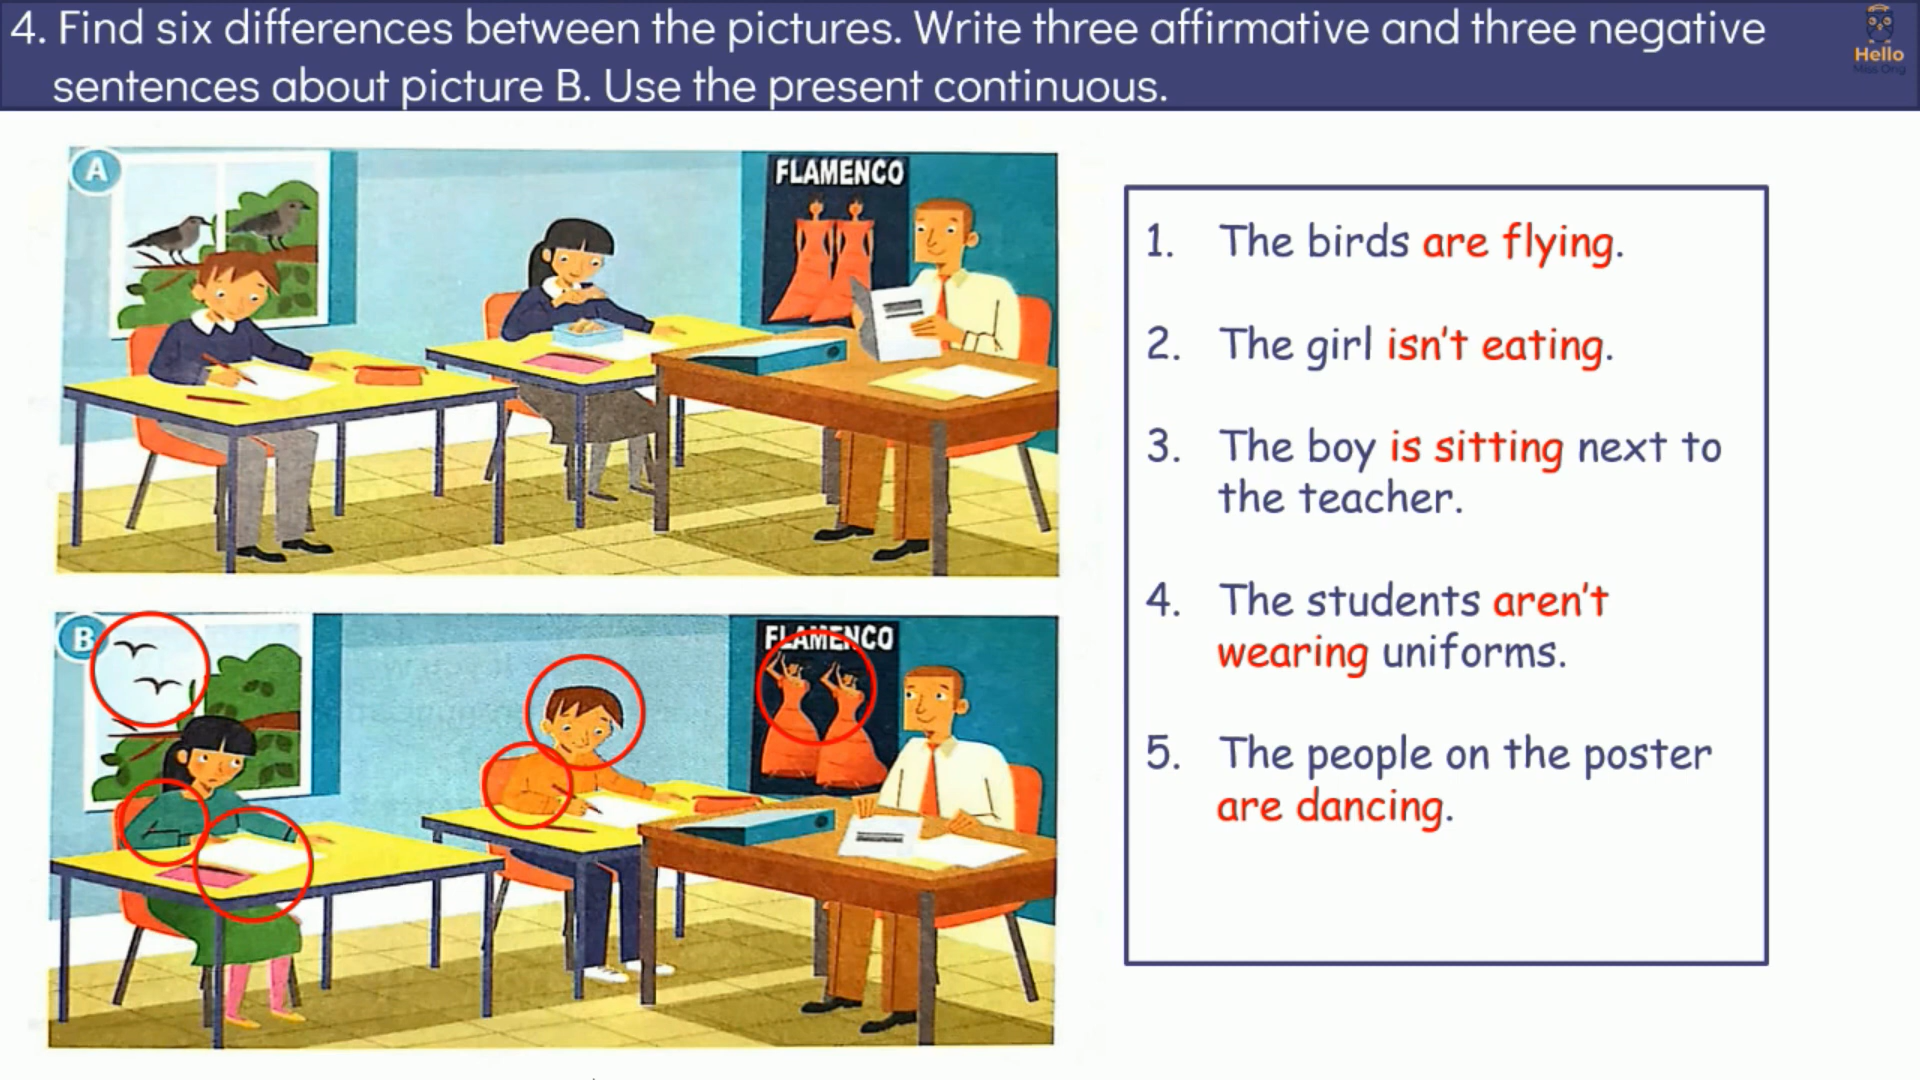 4. Find six differences between the pictures. Write three affirmative and three negative
sentences about picture B. Use the present continuous.
Hello
Miss Ong
A
FLAMENCO
B
FLAMENCO
1. The birds are flying.
2. The girl isn't eating.
3. The boy is sitting next to
the teacher.
4. The students aren't
wearing uniforms.
5. The people on the poster
are dancing.